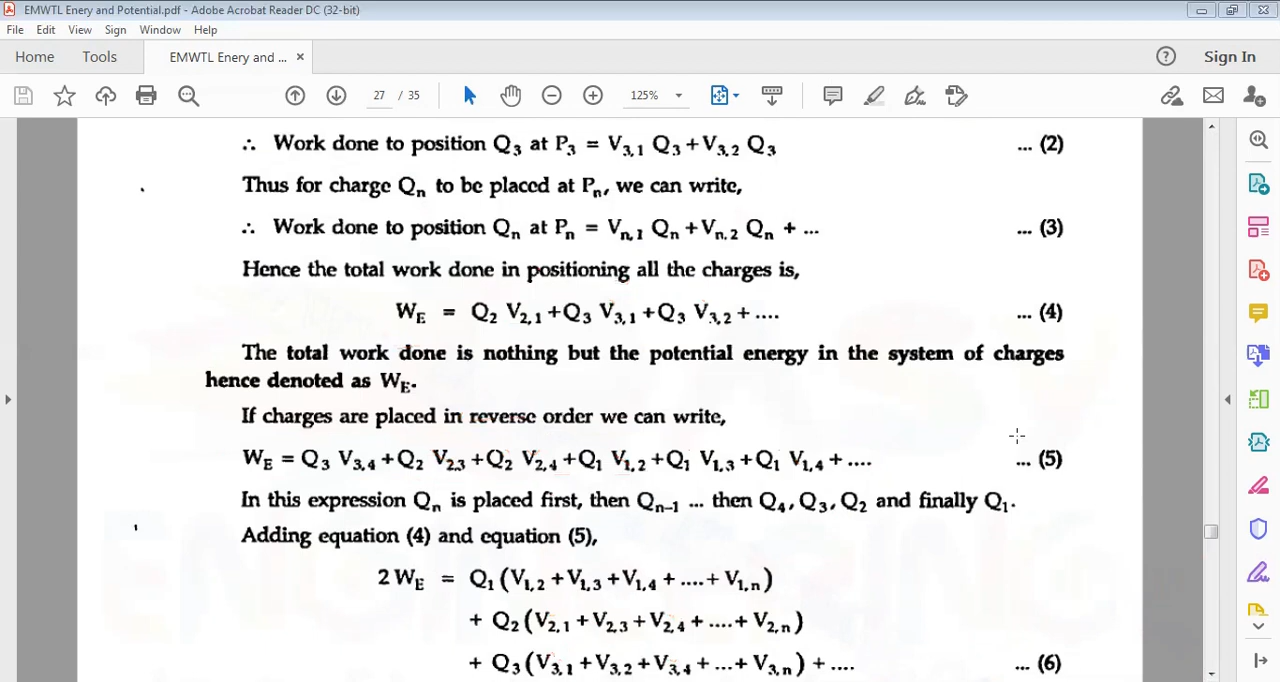 EMWTL Enery and Potential.pdf - Adobe Acrobat Reader DC (32-bit)
File Edit View Sign Window Help
Home Tools EMWTL Enery and ... × ? Sign In
27 / 35 125%
∴ Work done to position Q₃ at P₃ = V₃,₁ Q₃ + V₃,₂ Q₃ ... (2)
Thus for charge Qₙ to be placed at Pₙ, we can write,
∴ Work done to position Qₙ at Pₙ = Vₙ,₁ Qₙ + Vₙ.₂ Qₙ + ... ... (3)
Hence the total work done in positioning all the charges is,
W_E = Q₂ V₂,₁ + Q₃ V₃,₁ + Q₃ V₃,₂ + .... ... (4)
The total work done is nothing but the potential energy in the system of charges
hence denoted as W_E.
If charges are placed in reverse order we can write,
W_E = Q₃ V₃,₄ + Q₂ V₂,₃ + Q₂ V₂,₄ + Q₁ V₁,₂ + Q₁ V₁,₃ + Q₁ V₁,₄ + .... ... (5)
In this expression Qₙ is placed first, then Qₙ₋₁ ... then Q₄, Q₃, Q₂ and finally Q₁.
Adding equation (4) and equation (5),
2 W_E = Q₁ (V₁,₂ + V₁,₃ + V₁,₄ + .... + V₁,ₙ)
+ Q₂ (V₂,₁ + V₂,₃ + V₂,₄ + .... + V₂,ₙ)
+ Q₃ (V₃,₁ + V₃,₂ + V₃,₄ + ... + V₃,ₙ) + .... ... (6)